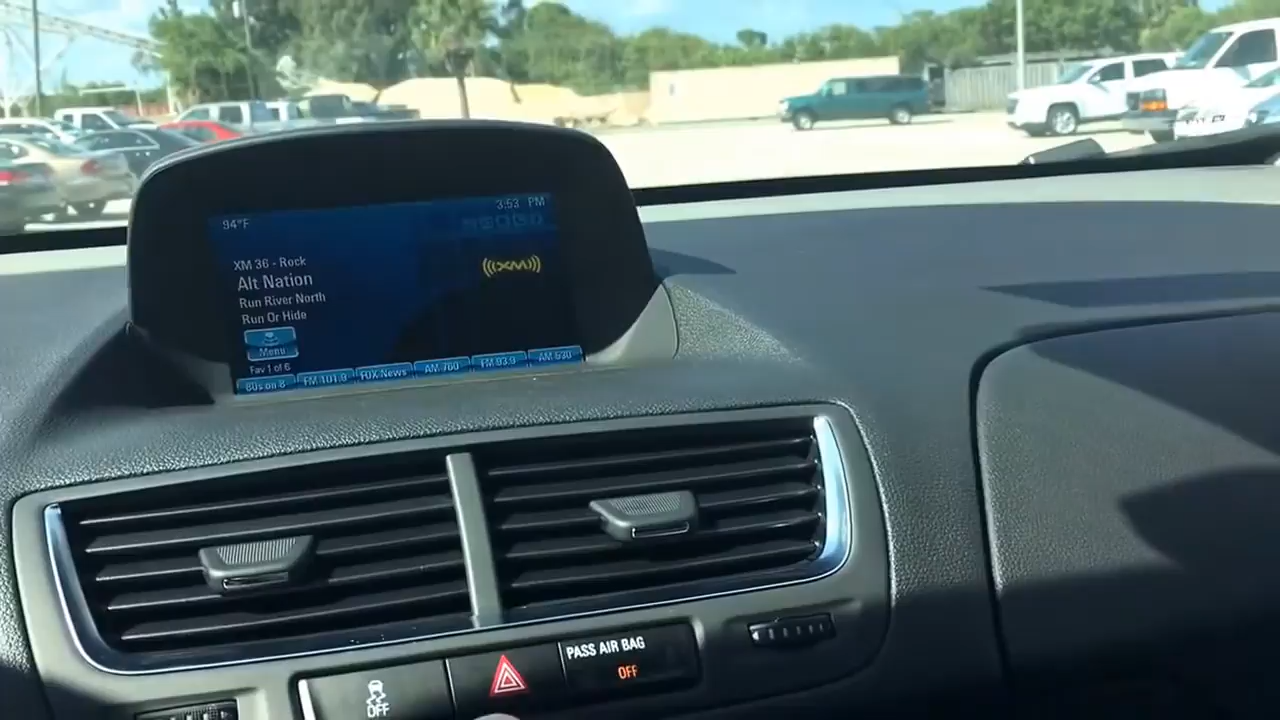 94°F
3:53 PM
XM 36 - Rock
((XM))
Alt Nation
Run River North
Run Or Hide
Menu
Fav 1 of 6
80s on 8 FM 101.9 FOX News AM 760 FM 93.9 AM 630
PASS AIR BAG
OFF
OFF